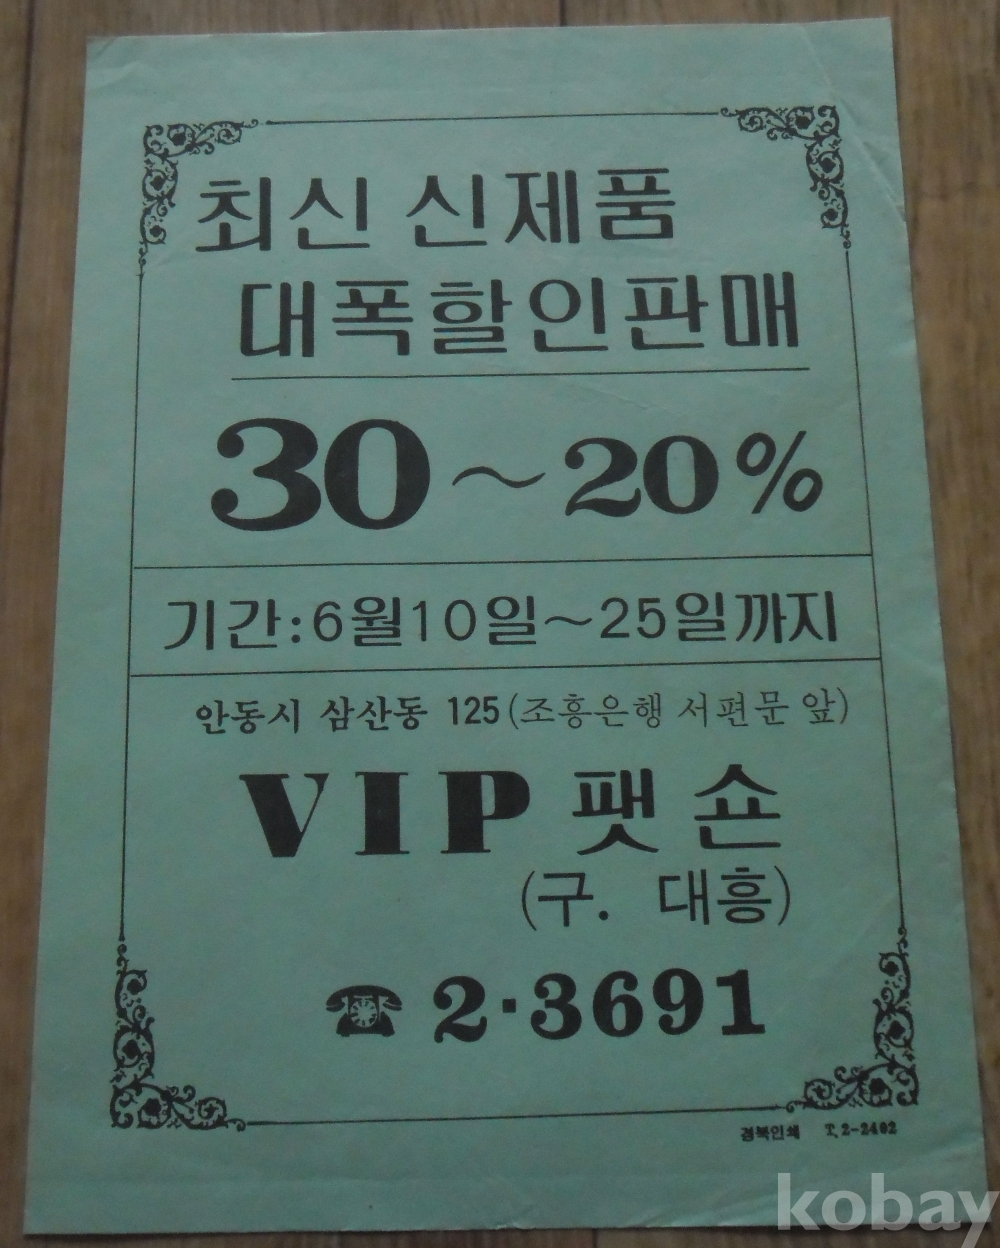 최신 신제품
대폭할인판매
30~20%
기간:6월10일~25일까지
안동시 삼산동 125(조흥은행 서편문 앞)
VIP 팻숀
(구. 대흥)
☎ 2·3691
경북인쇄 T.2-2402
kobay